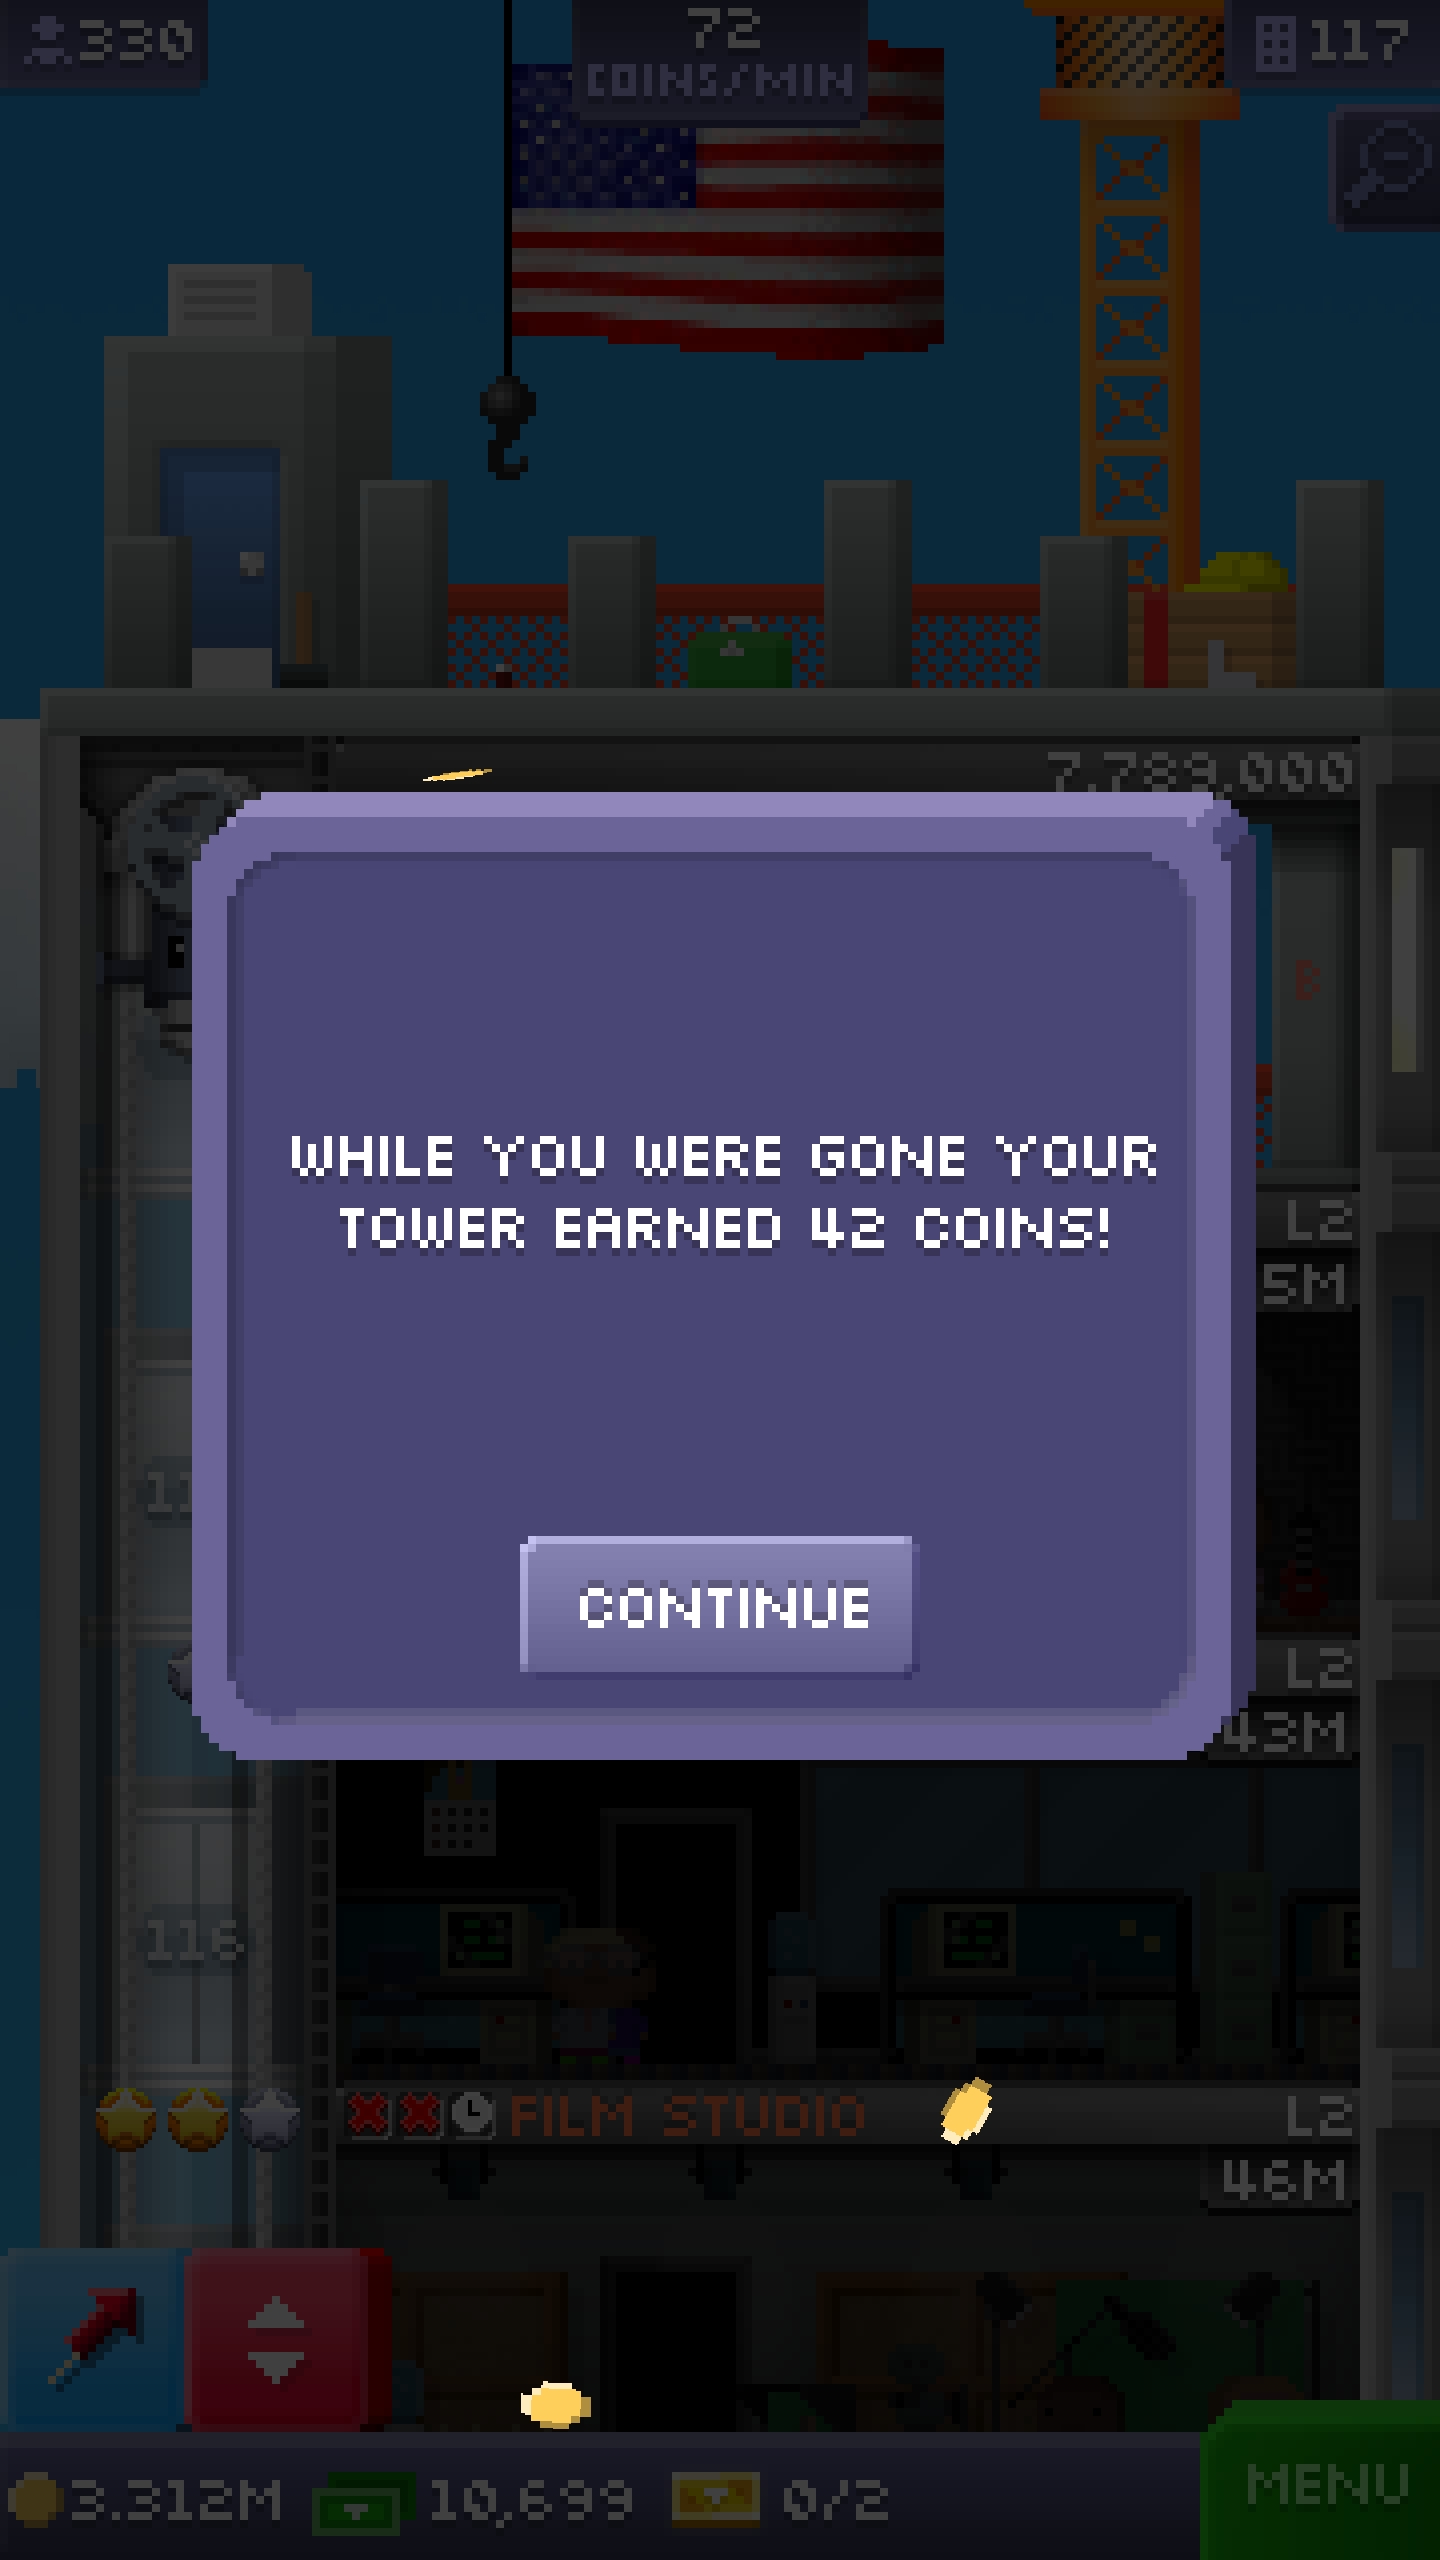 330
72
COINS/MIN
117
7,789,000
B
WHILE YOU WERE GONE YOUR
TOWER EARNED 42 COINS!
L2
5M
CONTINUE
L2
43M
116
FILM STUDIO
L2
46M
3.312M
10,699
0/2
MENU